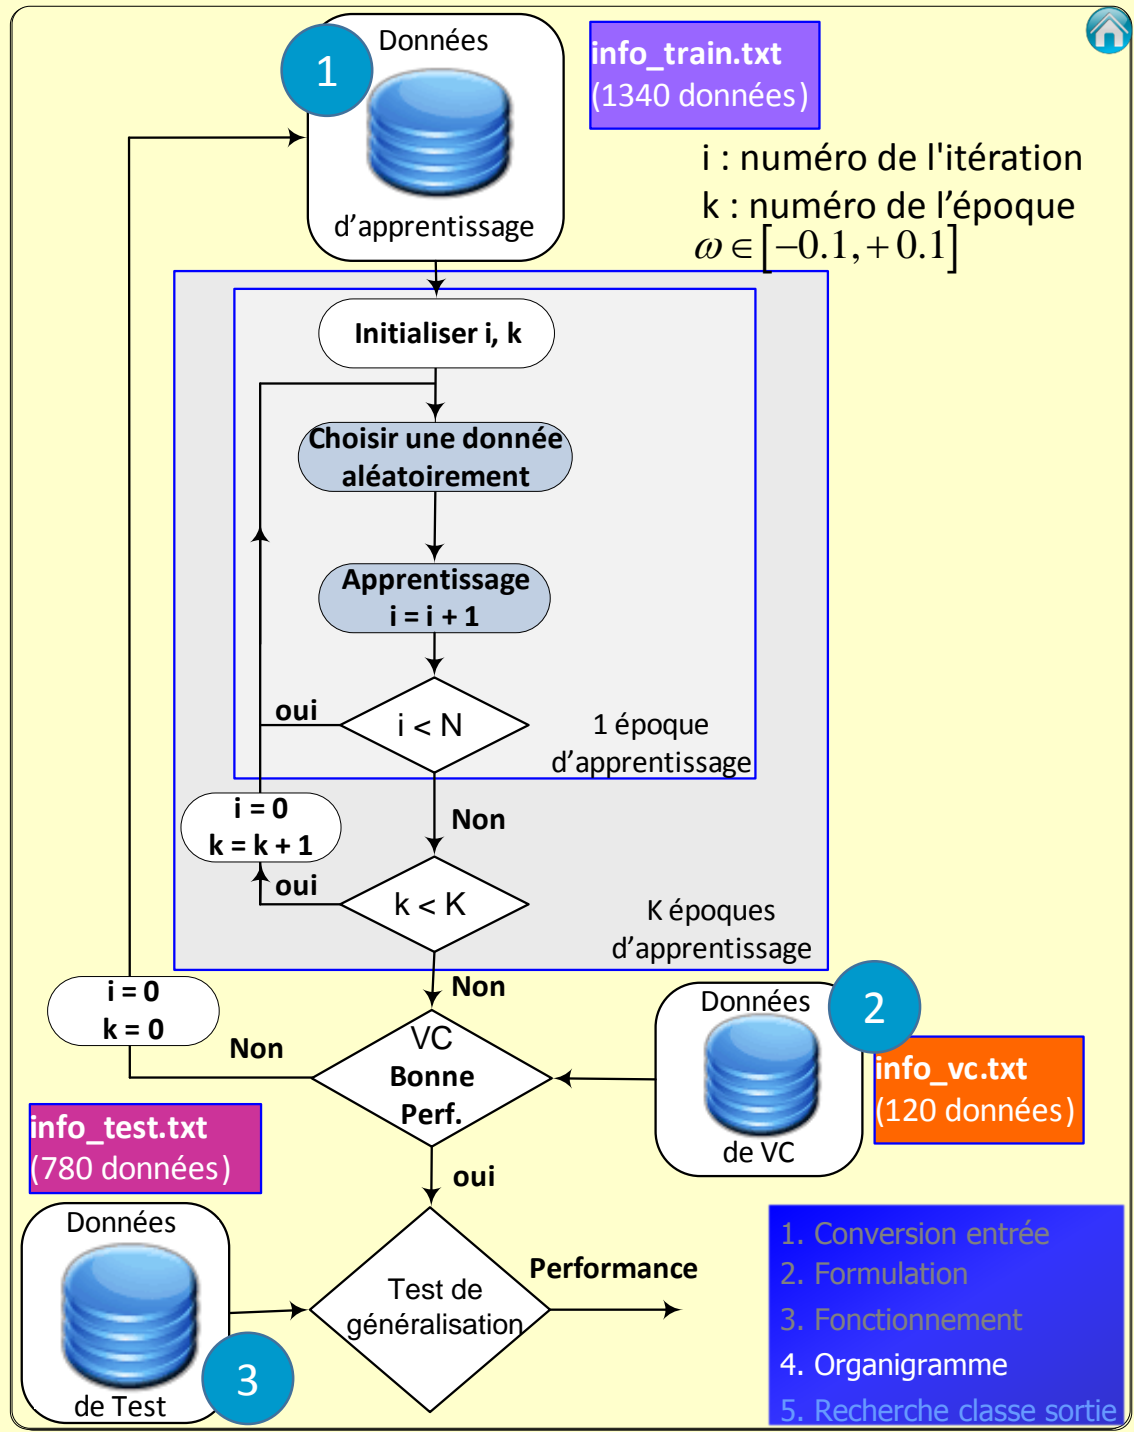 1
Données
d'apprentissage
info_train.txt
(1340 données)
i : numéro de l'itération
k : numéro de l’époque
ω ∈ [−0.1, + 0.1]
Initialiser i, k
Choisir une donnée
aléatoirement
Apprentissage
i = i + 1
oui
i < N
1 époque
d’apprentissage
Non
i = 0
k = k + 1
oui
k < K
K époques
d’apprentissage
Non
i = 0
k = 0
Non
VC
Bonne
Perf.
Données
2
de VC
info_vc.txt
(120 données)
info_test.txt
(780 données)
oui
Données
3
de Test
Test de
généralisation
Performance
1. Conversion entrée
2. Formulation
3. Fonctionnement
4. Organigramme
5. Recherche classe sortie